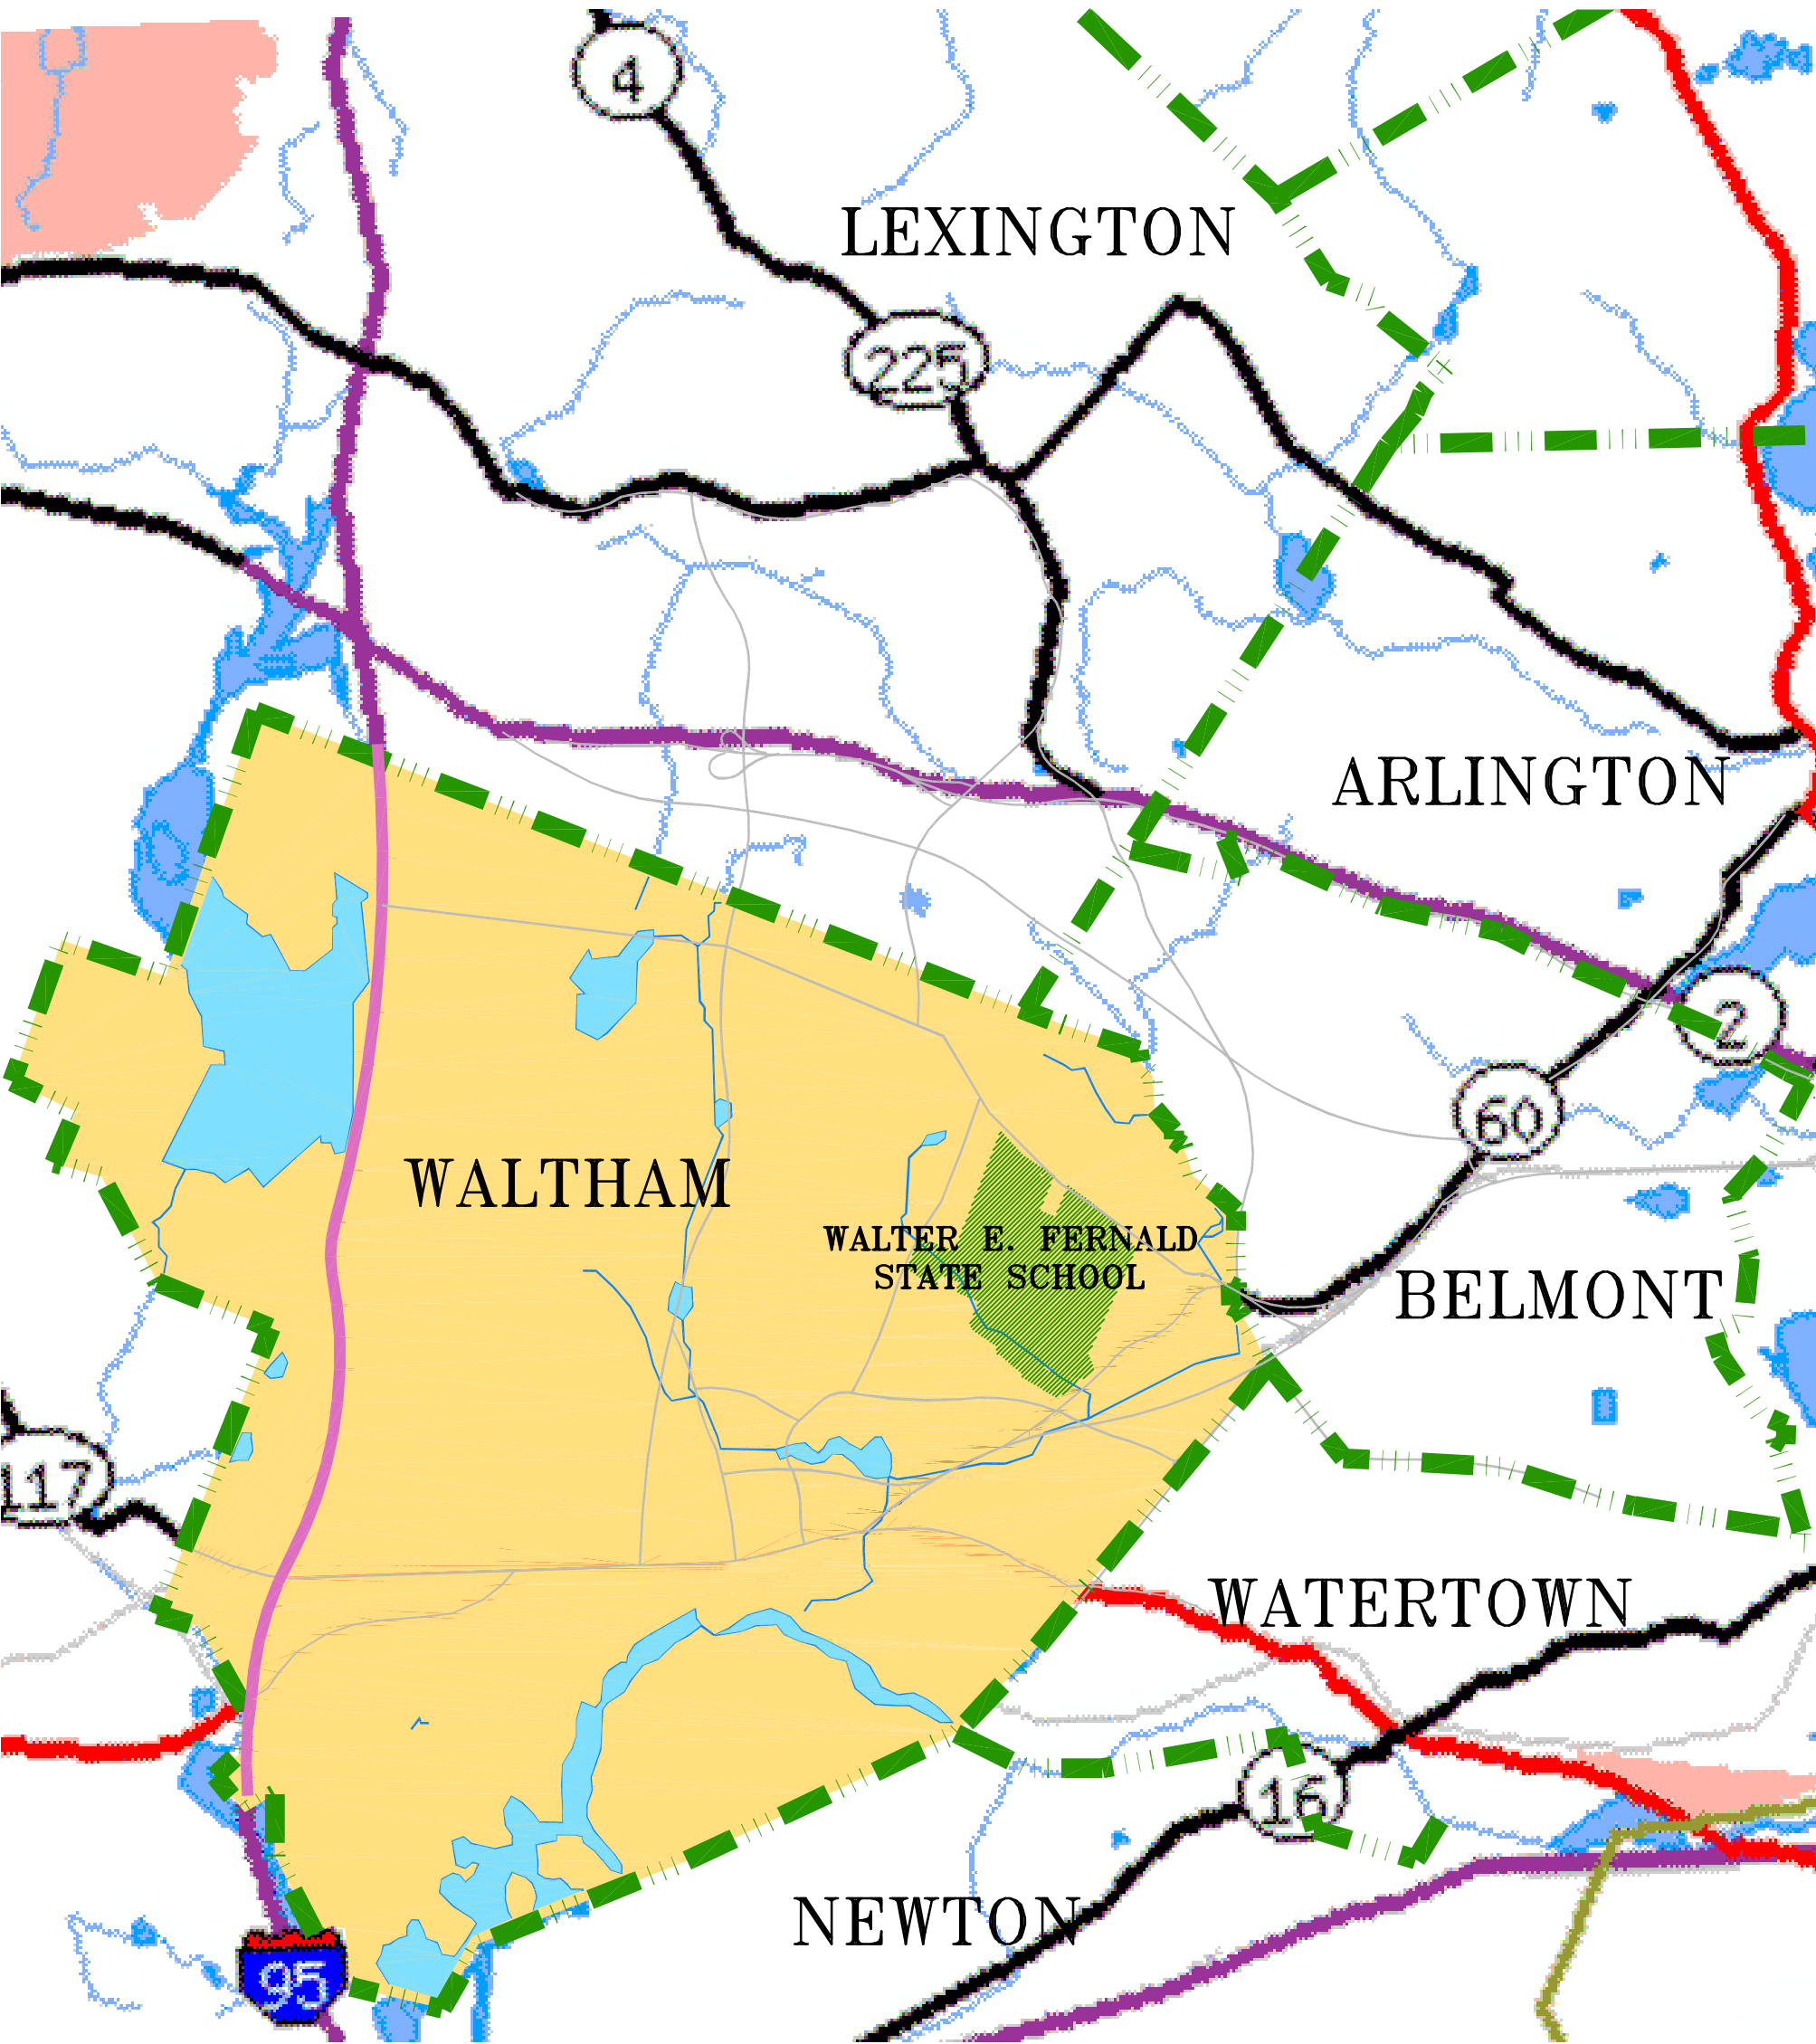 4
LEXINGTON
225
ARLINGTON
2
60
WALTHAM
WALTER E. FERNALD
STATE SCHOOL
BELMONT
117
WATERTOWN
16
NEWTON
95